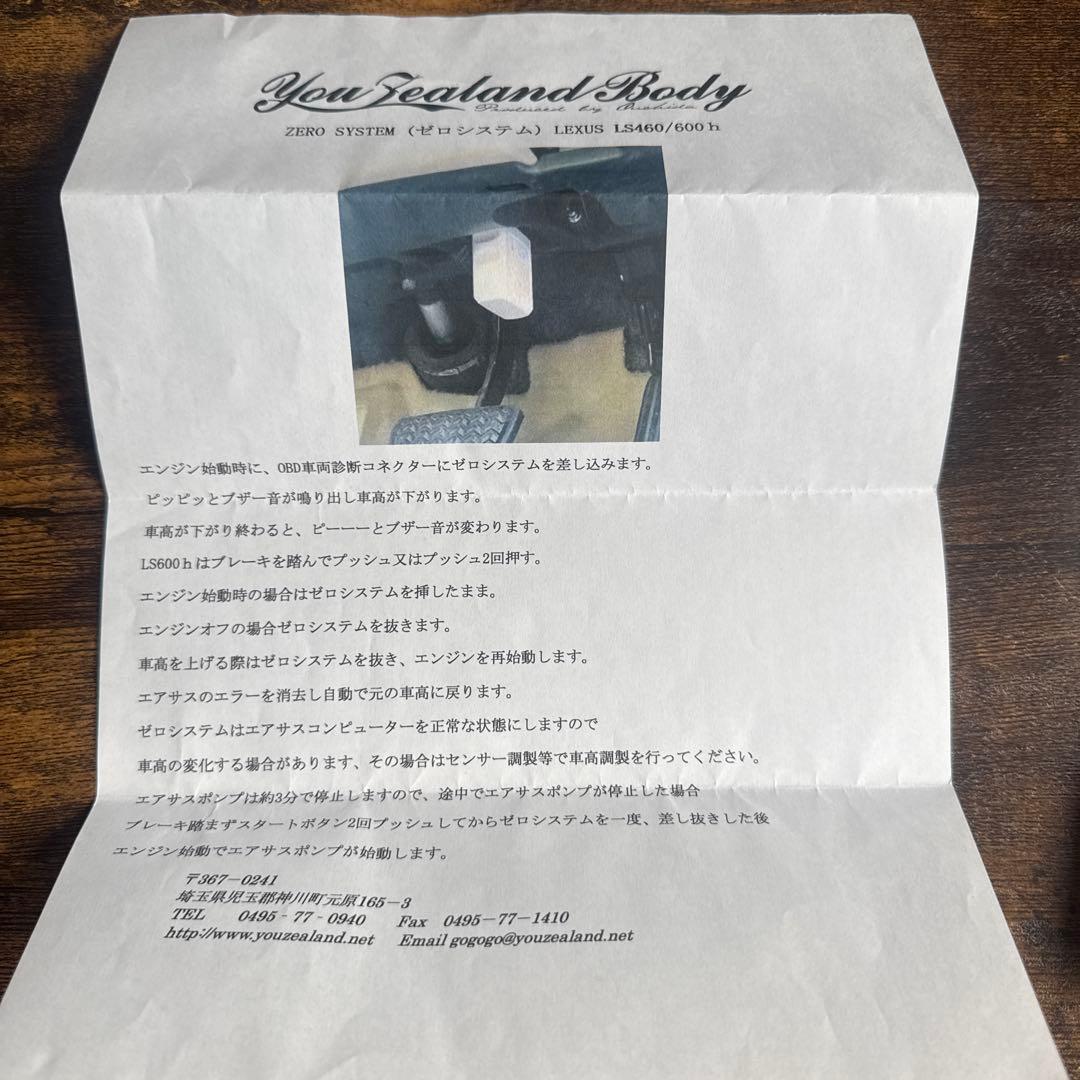 You Zealand Body
Produced by
ZERO SYSTEM (ゼロシステム) LEXUS LS460/600h
エンジン始動時に、OBD車両診断コネクターにゼロシステムを差し込みます。
ピッピッとブザー音が鳴り出し車高が下がります。
車高が下がり終わると、ピーーーとブザー音が変わります。
LS600hはブレーキを踏んでプッシュ又はプッシュ2回押す。
エンジン始動時の場合はゼロシステムを挿したまま。
エンジンオフの場合ゼロシステムを抜きます。
車高を上げる際はゼロシステムを抜き、エンジンを再始動します。
エアサスのエラーを消去し自動で元の車高に戻ります。
ゼロシステムはエアサスコンピューターを正常な状態にしますので
車高の変化する場合があります、その場合はセンサー調製等で車高調製を行ってください。
エアサスポンプは約3分で停止しますので、途中でエアサスポンプが停止した場合
ブレーキ踏まずスタートボタン2回プッシュしてからゼロシステムを一度、差し抜きした後
エンジン始動でエアサスポンプが始動します。
〒367－0241
埼玉県児玉郡神川町元原165－3
TEL 0495‐77‐0940 Fax 0495－77－1410
http://www.youzealand.net Email gogogo@youzealand.net